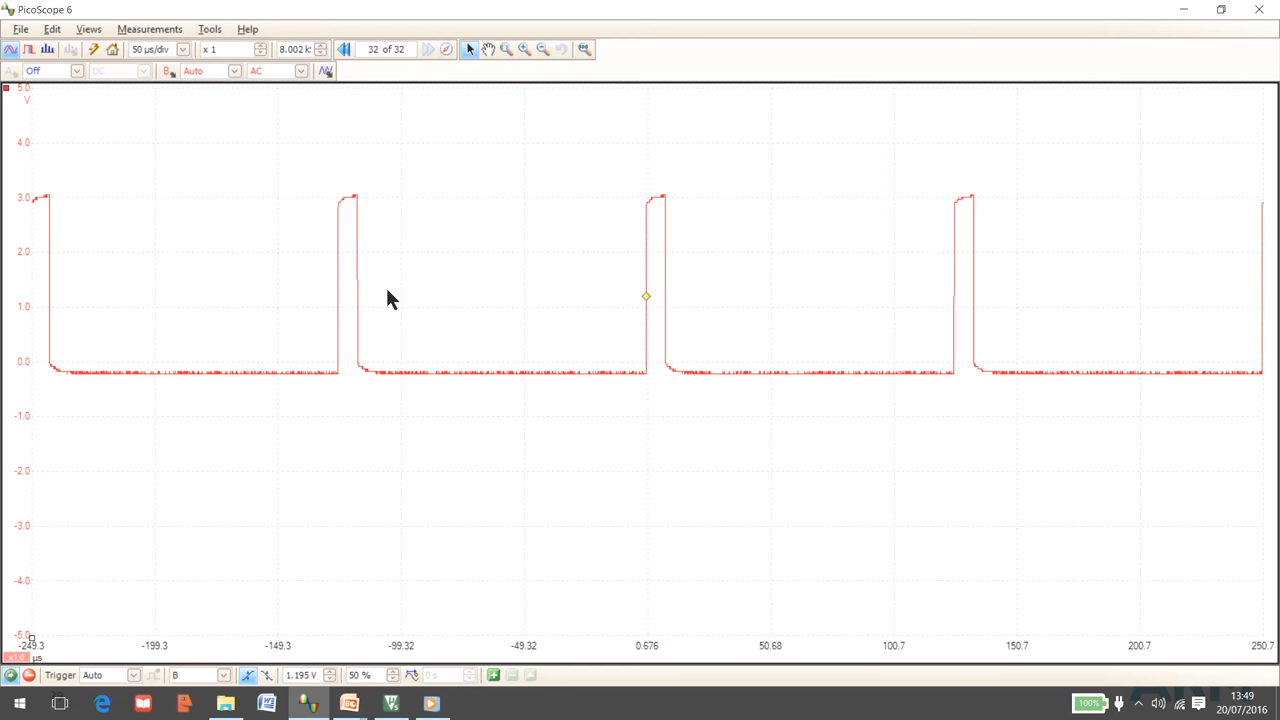 PicoScope 6
File Edit Views Measurements Tools Help
50 µs/div x 1 8.002 k 32 of 32
A Off DC B Auto AC
5.0
V
4.0
3.0
2.0
1.0
0.0
-1.0
-2.0
-3.0
-4.0
-5.0
-249.3 -199.3 -149.3 -99.32 -49.32 0.676 50.68 100.7 150.7 200.7 250.7
x1.0 µs
Trigger Auto B 1.195 V 50 % 0 s
100% 13:49
20/07/2016